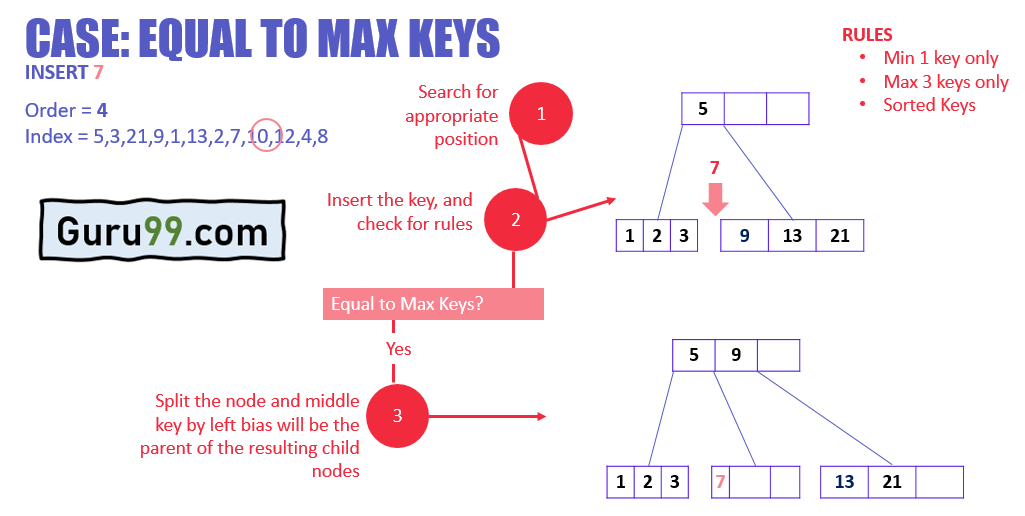 CASE: EQUAL TO MAX KEYS
INSERT 7
Order = 4
Index = 5,3,21,9,1,13,2,7,10,12,4,8
Guru99.com
RULES
• Min 1 key only
• Max 3 keys only
• Sorted Keys
Search for
appropriate
position
1
Insert the key, and
check for rules
2
Equal to Max Keys?
Yes
Split the node and middle
key by left bias will be the
parent of the resulting child
nodes
3
5
7
1 2 3 9 13 21
5 9
1 2 3 7 13 21